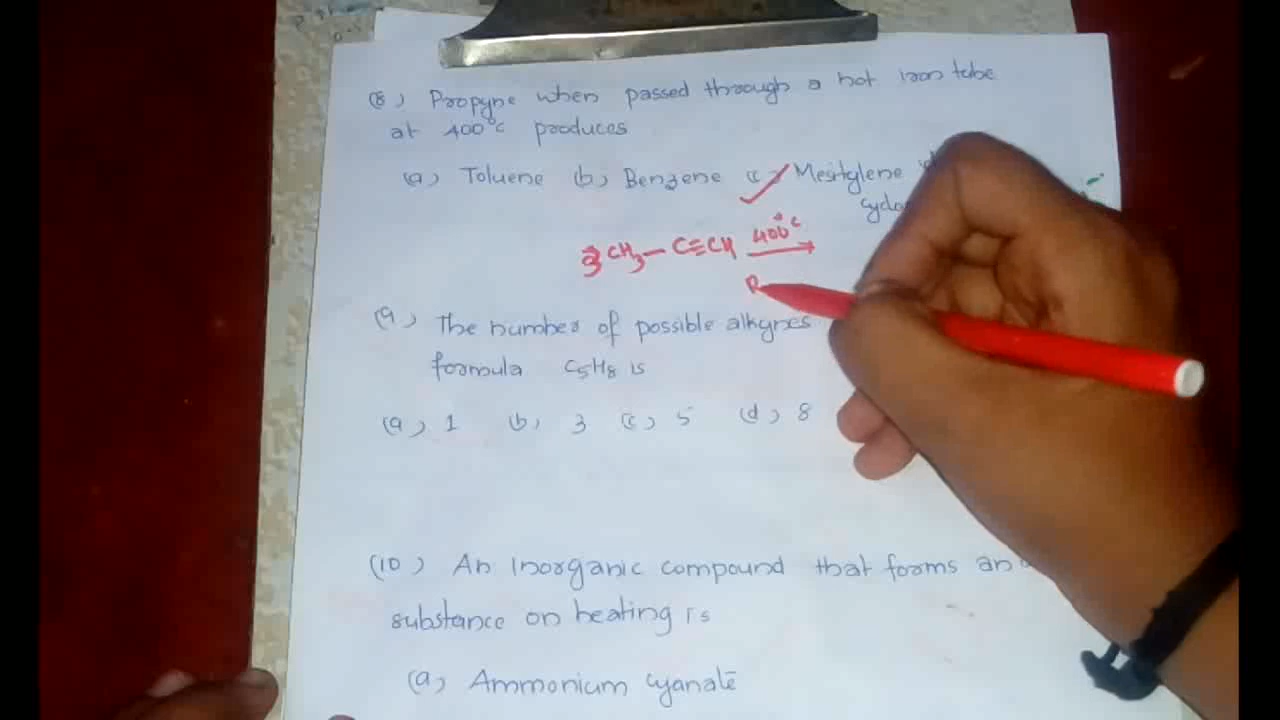 (8) Propyne when passed through a hot iron tube
at 400°C produces
(a) Toluene (b) Benzene (c) Mesitylene
3CH3-C≡CH 400°C →
R
(9) The number of possible alkynes
formula C5H8 is
(a) 1 (b) 3 (c) 5 (d) 8
(10) An Inorganic compound that forms an
substance on heating is
(a) Ammonium cyanate